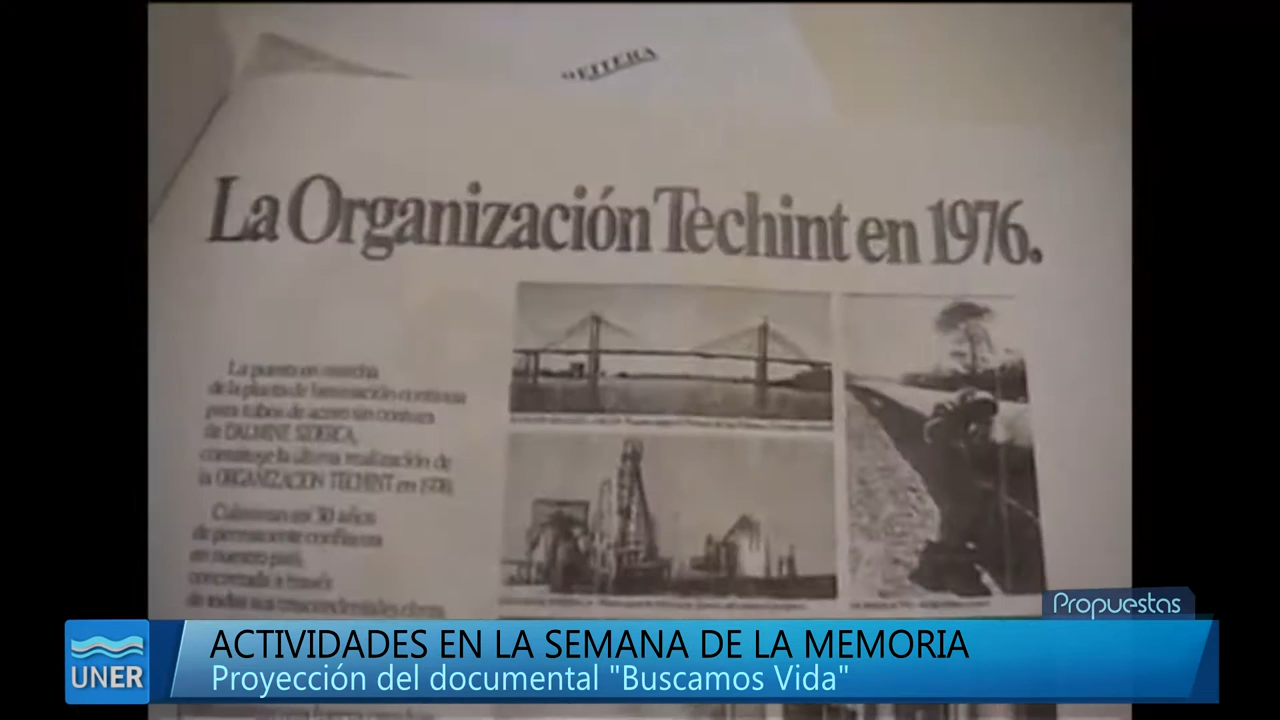 REITERA
La Organización Techint en 1976.
La puesta en marcha
de la planta de laminación continua
para tubos de acero sin costura
de DALMINE SIDERCA,
constituye la última realización de
la ORGANIZACION TECHINT en 1976.
Culminan así 30 años
de permanente confianza
en nuestro país,
concretada a través
de todas sus trascendentales obras
Propuestas
UNER
ACTIVIDADES EN LA SEMANA DE LA MEMORIA
Proyección del documental "Buscamos Vida"